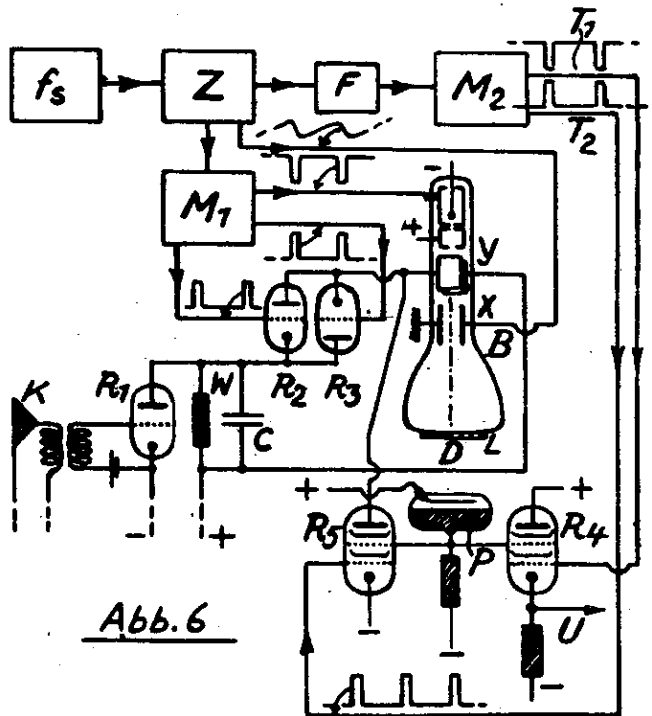 T₁
fₛ
Z
F
M₂
T₂
M₁
-
+
Y
X
B
K
R₁
W
C
R₂
R₃
D
L
-
+
+
R₅
P
+
R₄
U
-
-
-
Abb. 6